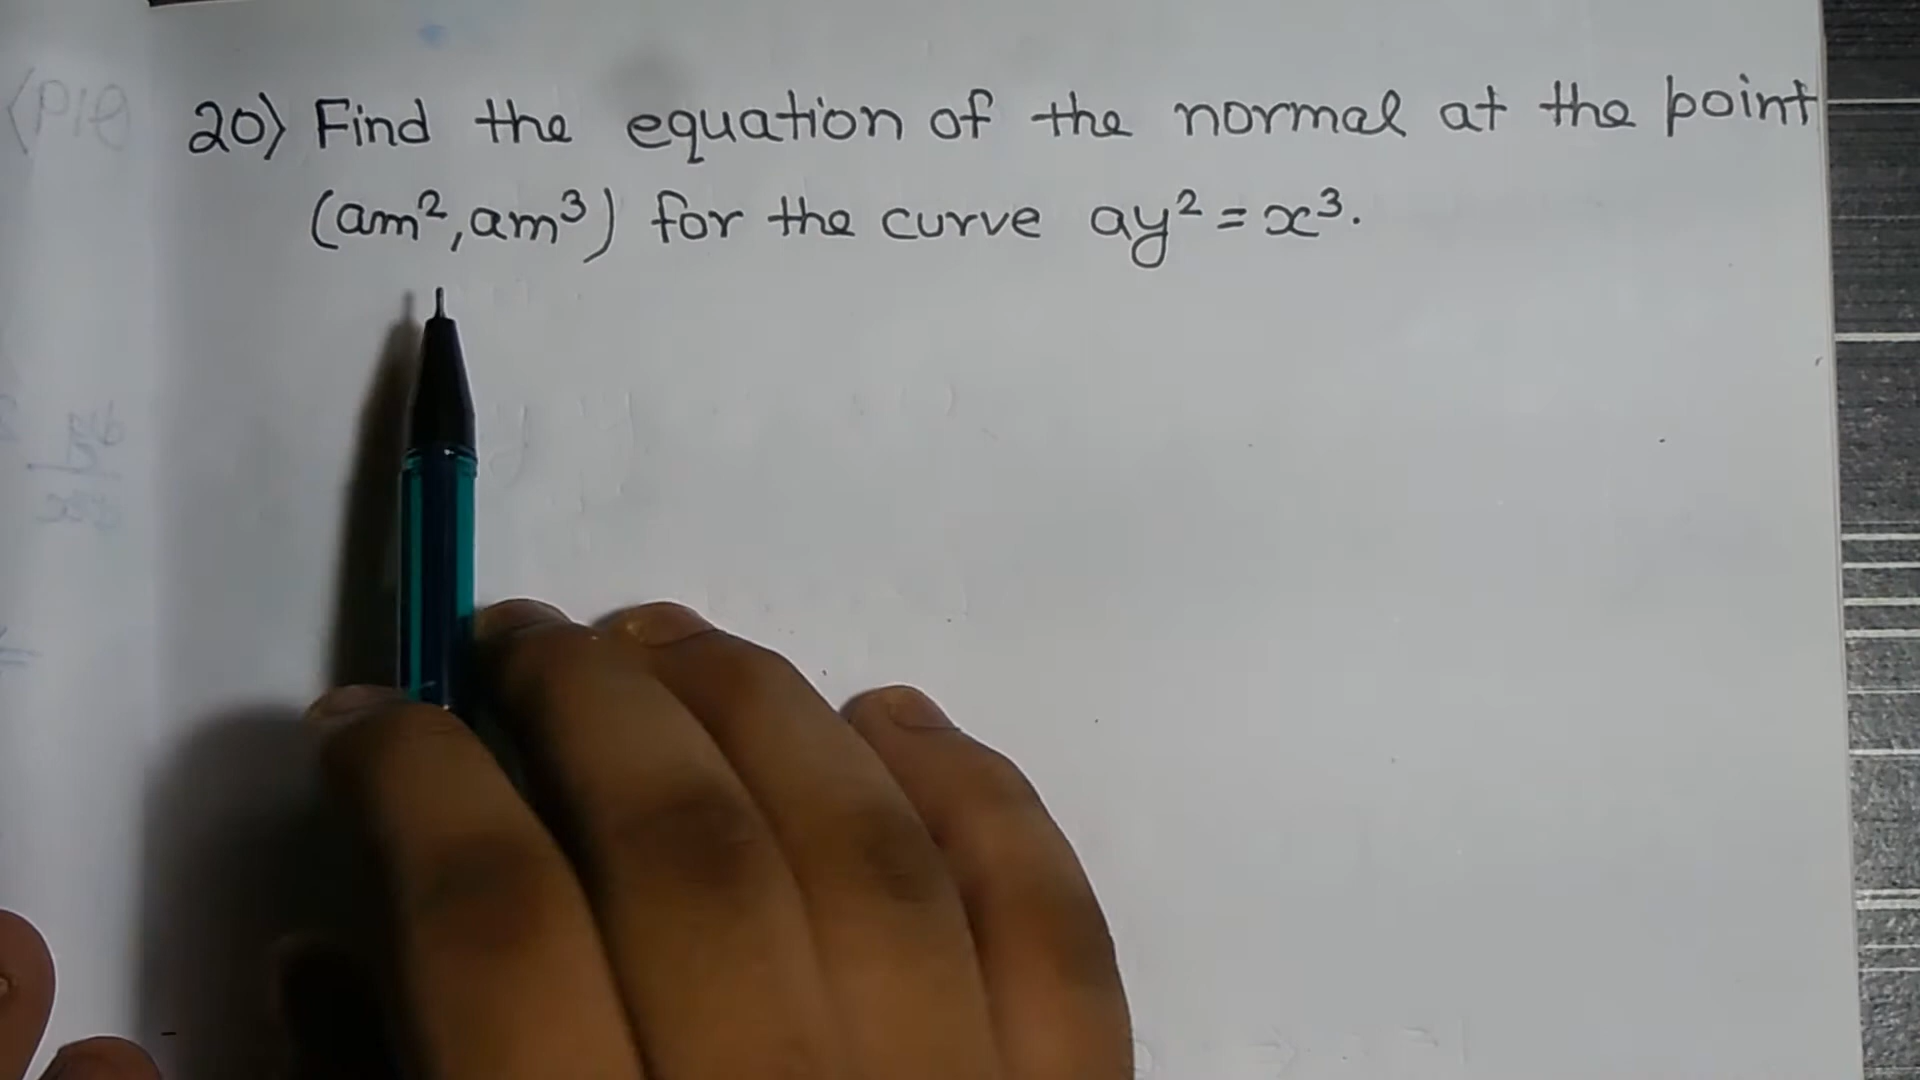 20) Find the equation of the normal at the point
(am², am³) for the curve ay² = x³.